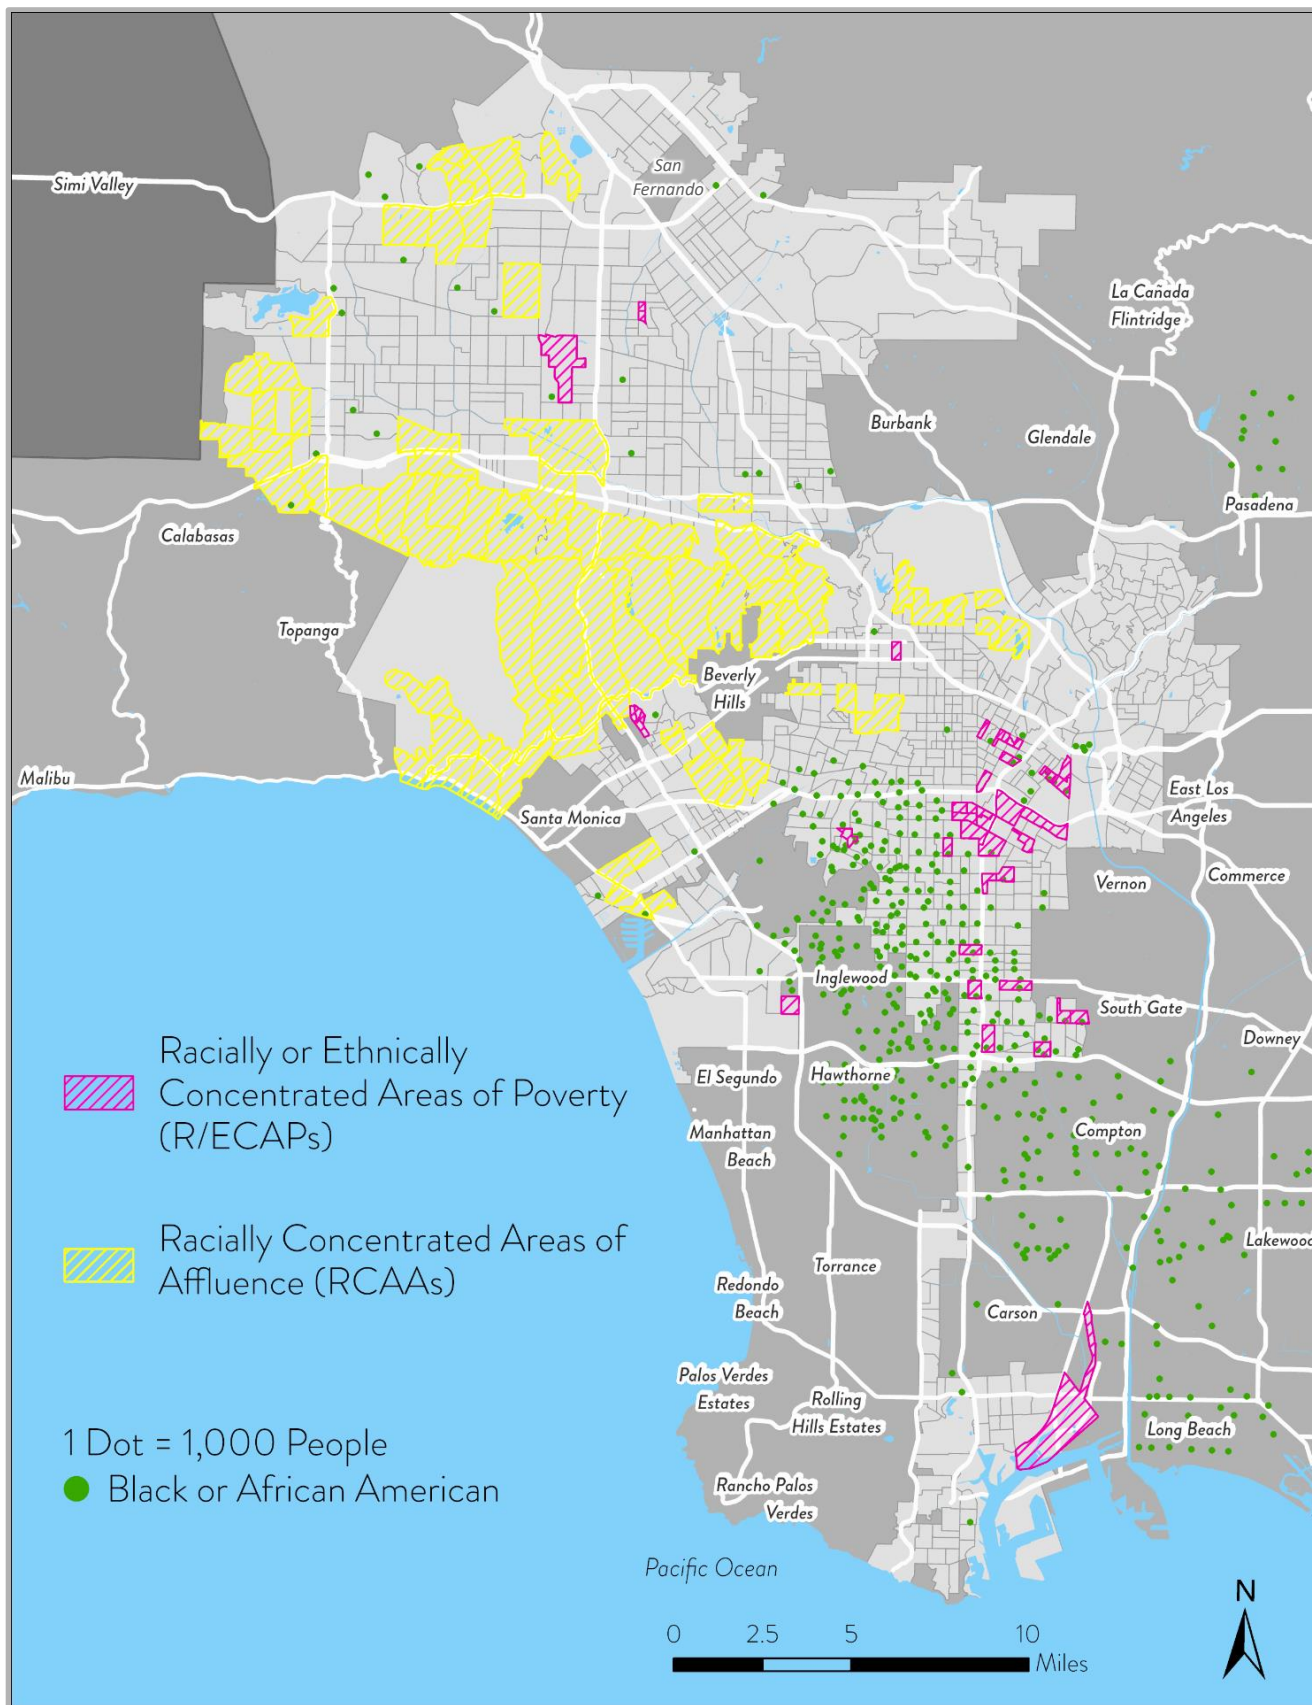 San
Fernando
Simi Valley
La Cañada
Flintridge
Burbank
Glendale
Pasadena
Calabasas
Topanga
Beverly
Hills
Malibu
Santa Monica
East Los
Angeles
Vernon
Commerce
Inglewood
South Gate
Downey
El Segundo
Hawthorne
Manhattan
Beach
Compton
Racially or Ethnically
Concentrated Areas of Poverty
(R/ECAPs)
Racially Concentrated Areas of
Affluence (RCAAs)
Lakewood
Torrance
Redondo
Beach
Carson
Palos Verdes
Estates
Rolling
Hills Estates
Long Beach
1 Dot = 1,000 People
Black or African American
Rancho Palos
Verdes
Pacific Ocean
N
0 2.5 5 10
Miles